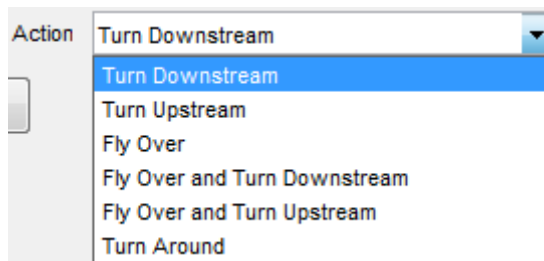 Action Turn Downstream
Turn Downstream
Turn Upstream
Fly Over
Fly Over and Turn Downstream
Fly Over and Turn Upstream
Turn Around